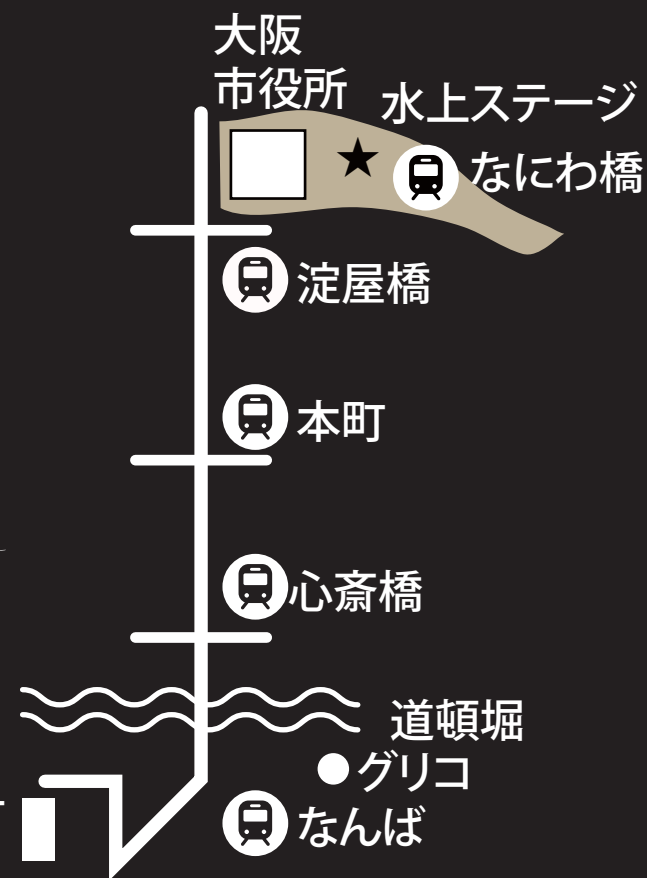 大阪
市役所
水上ステージ
なにわ橋
淀屋橋
本町
心斎橋
道頓堀
グリコ
なんば